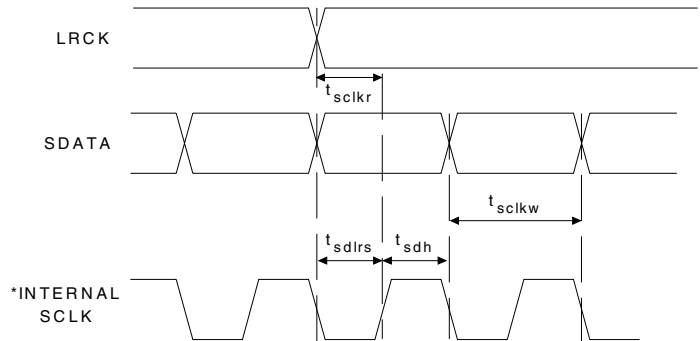 LRCK
t sclkr
SDATA
t sclkw
t sdlrs t sdh
*INTERNAL
SCLK